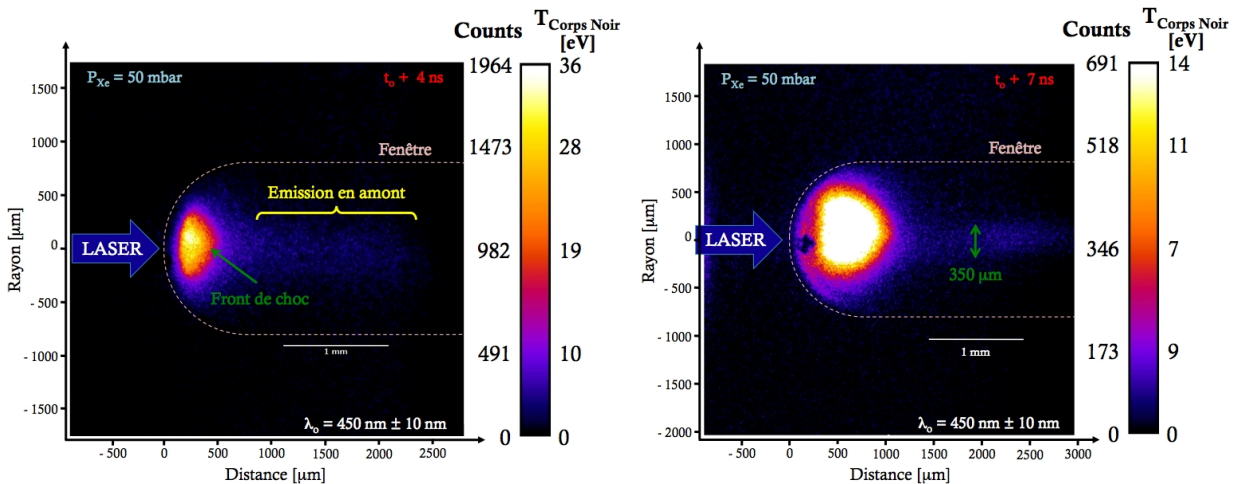 Counts
T Corps Noir
[eV]
P Xe = 50 mbar
t o + 4 ns
1964
36
1500
1000
Fenêtre
1473
28
500
Emission en amont
Rayon [µm]
0
LASER
982
19
Front de choc
- 500
- 1000
1 mm
491
10
- 1500
λ o = 450 nm ± 10 nm
0
0
- 500
0
500
1000
1500
2000
2500
Distance [µm]
Counts
T Corps Noir
[eV]
P Xe = 50 mbar
t o + 7 ns
691
14
1500
1000
Fenêtre
518
11
500
Rayon [µm]
0
LASER
346
7
350 µm
- 500
- 1000
1 mm
173
9
- 1500
λ o = 450 nm ± 10 nm
- 2000
0
0
- 500
0
500
1000
1500
2000
2500
3000
Distance [µm]